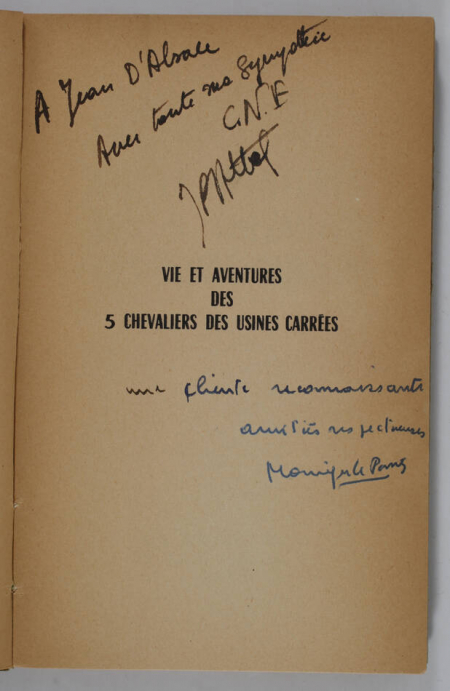 A Jean D'Alsace
Avec toute ma Sympathie
C.N.E
VIE ET AVENTURES
DES
5 CHEVALIERS DES USINES CARRÉES
une cliente reconnaissante
amitiés respectueuses